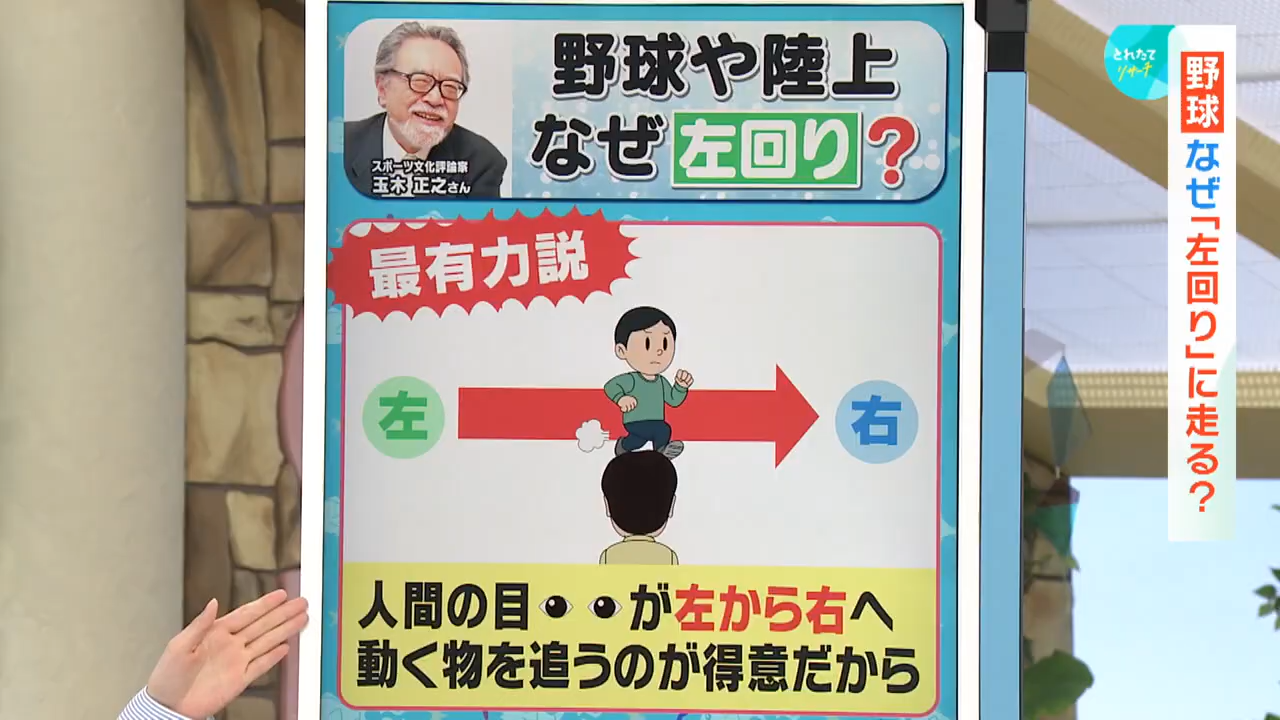 野球や陸上
なぜ左回り?
スポーツ文化評論家
玉木 正之さん
最有力説
左
右
人間の目が左から右へ
動く物を追うのが得意だから
とれたて
リサーチ
野球なぜ「左回り」に走る?